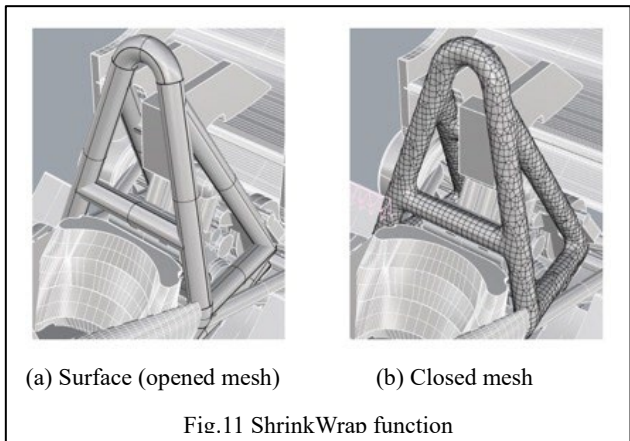 (a) Surface (opened mesh) (b) Closed mesh
Fig.11 ShrinkWrap function